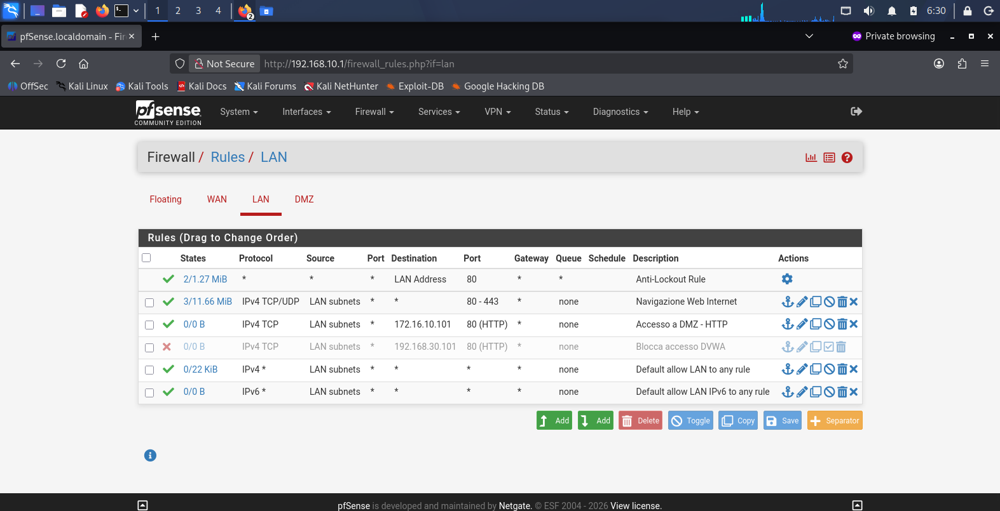 1 2 3 4 2 6:30
pfSense.localdomain - Fir Private browsing
Not Secure http://192.168.10.1/firewall_rules.php?if=lan
OffSec Kali Linux Kali Tools Kali Docs Kali Forums Kali NetHunter Exploit-DB Google Hacking DB
pfsense System Interfaces Firewall Services VPN Status Diagnostics Help
COMMUNITY EDITION
Firewall / Rules / LAN
Floating WAN LAN DMZ
Rules (Drag to Change Order)
States Protocol Source Port Destination Port Gateway Queue Schedule Description Actions
2/1.27 MiB * * * LAN Address 80 * * Anti-Lockout Rule
3/11.66 MiB IPv4 TCP/UDP LAN subnets * * 80 - 443 * none Navigazione Web Internet
0/0 B IPv4 TCP LAN subnets * 172.16.10.101 80 (HTTP) * none Accesso a DMZ - HTTP
0/0 B IPv4 TCP LAN subnets * 192.168.30.101 80 (HTTP) * none Blocca accesso DVWA
0/22 KiB IPv4 * LAN subnets * * * * none Default allow LAN to any rule
0/0 B IPv6 * LAN subnets * * * * none Default allow LAN IPv6 to any rule
Add Add Delete Toggle Copy Save Separator
pfSense is developed and maintained by Netgate. © ESF 2004 - 2026 View license.